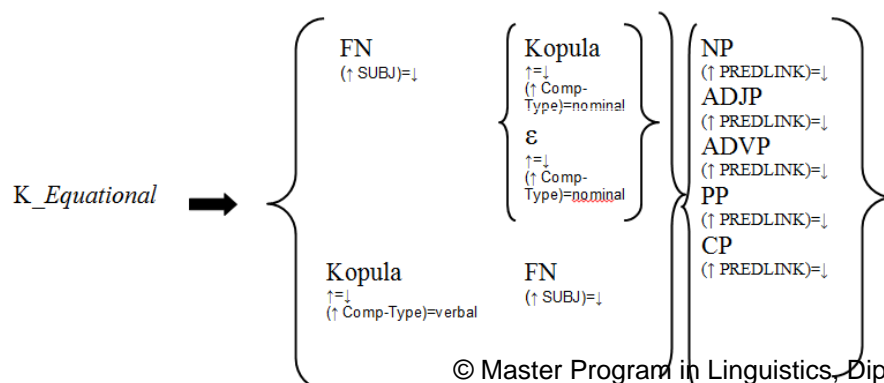 FN Kopula NP
(↑ SUBJ)=↓ ↑=↓ (↑ PREDLINK)=↓
(↑ Comp- ADJP
Type)=nominal (↑ PREDLINK)=↓
ε ADVP
↑=↓ (↑ PREDLINK)=↓
(↑ Comp- PP
K_Equational Type)=nominal (↑ PREDLINK)=↓
CP
Kopula FN (↑ PREDLINK)=↓
↑=↓ (↑ SUBJ)=↓
(↑ Comp-Type)=verbal
© Master Program in Linguistics, Dip